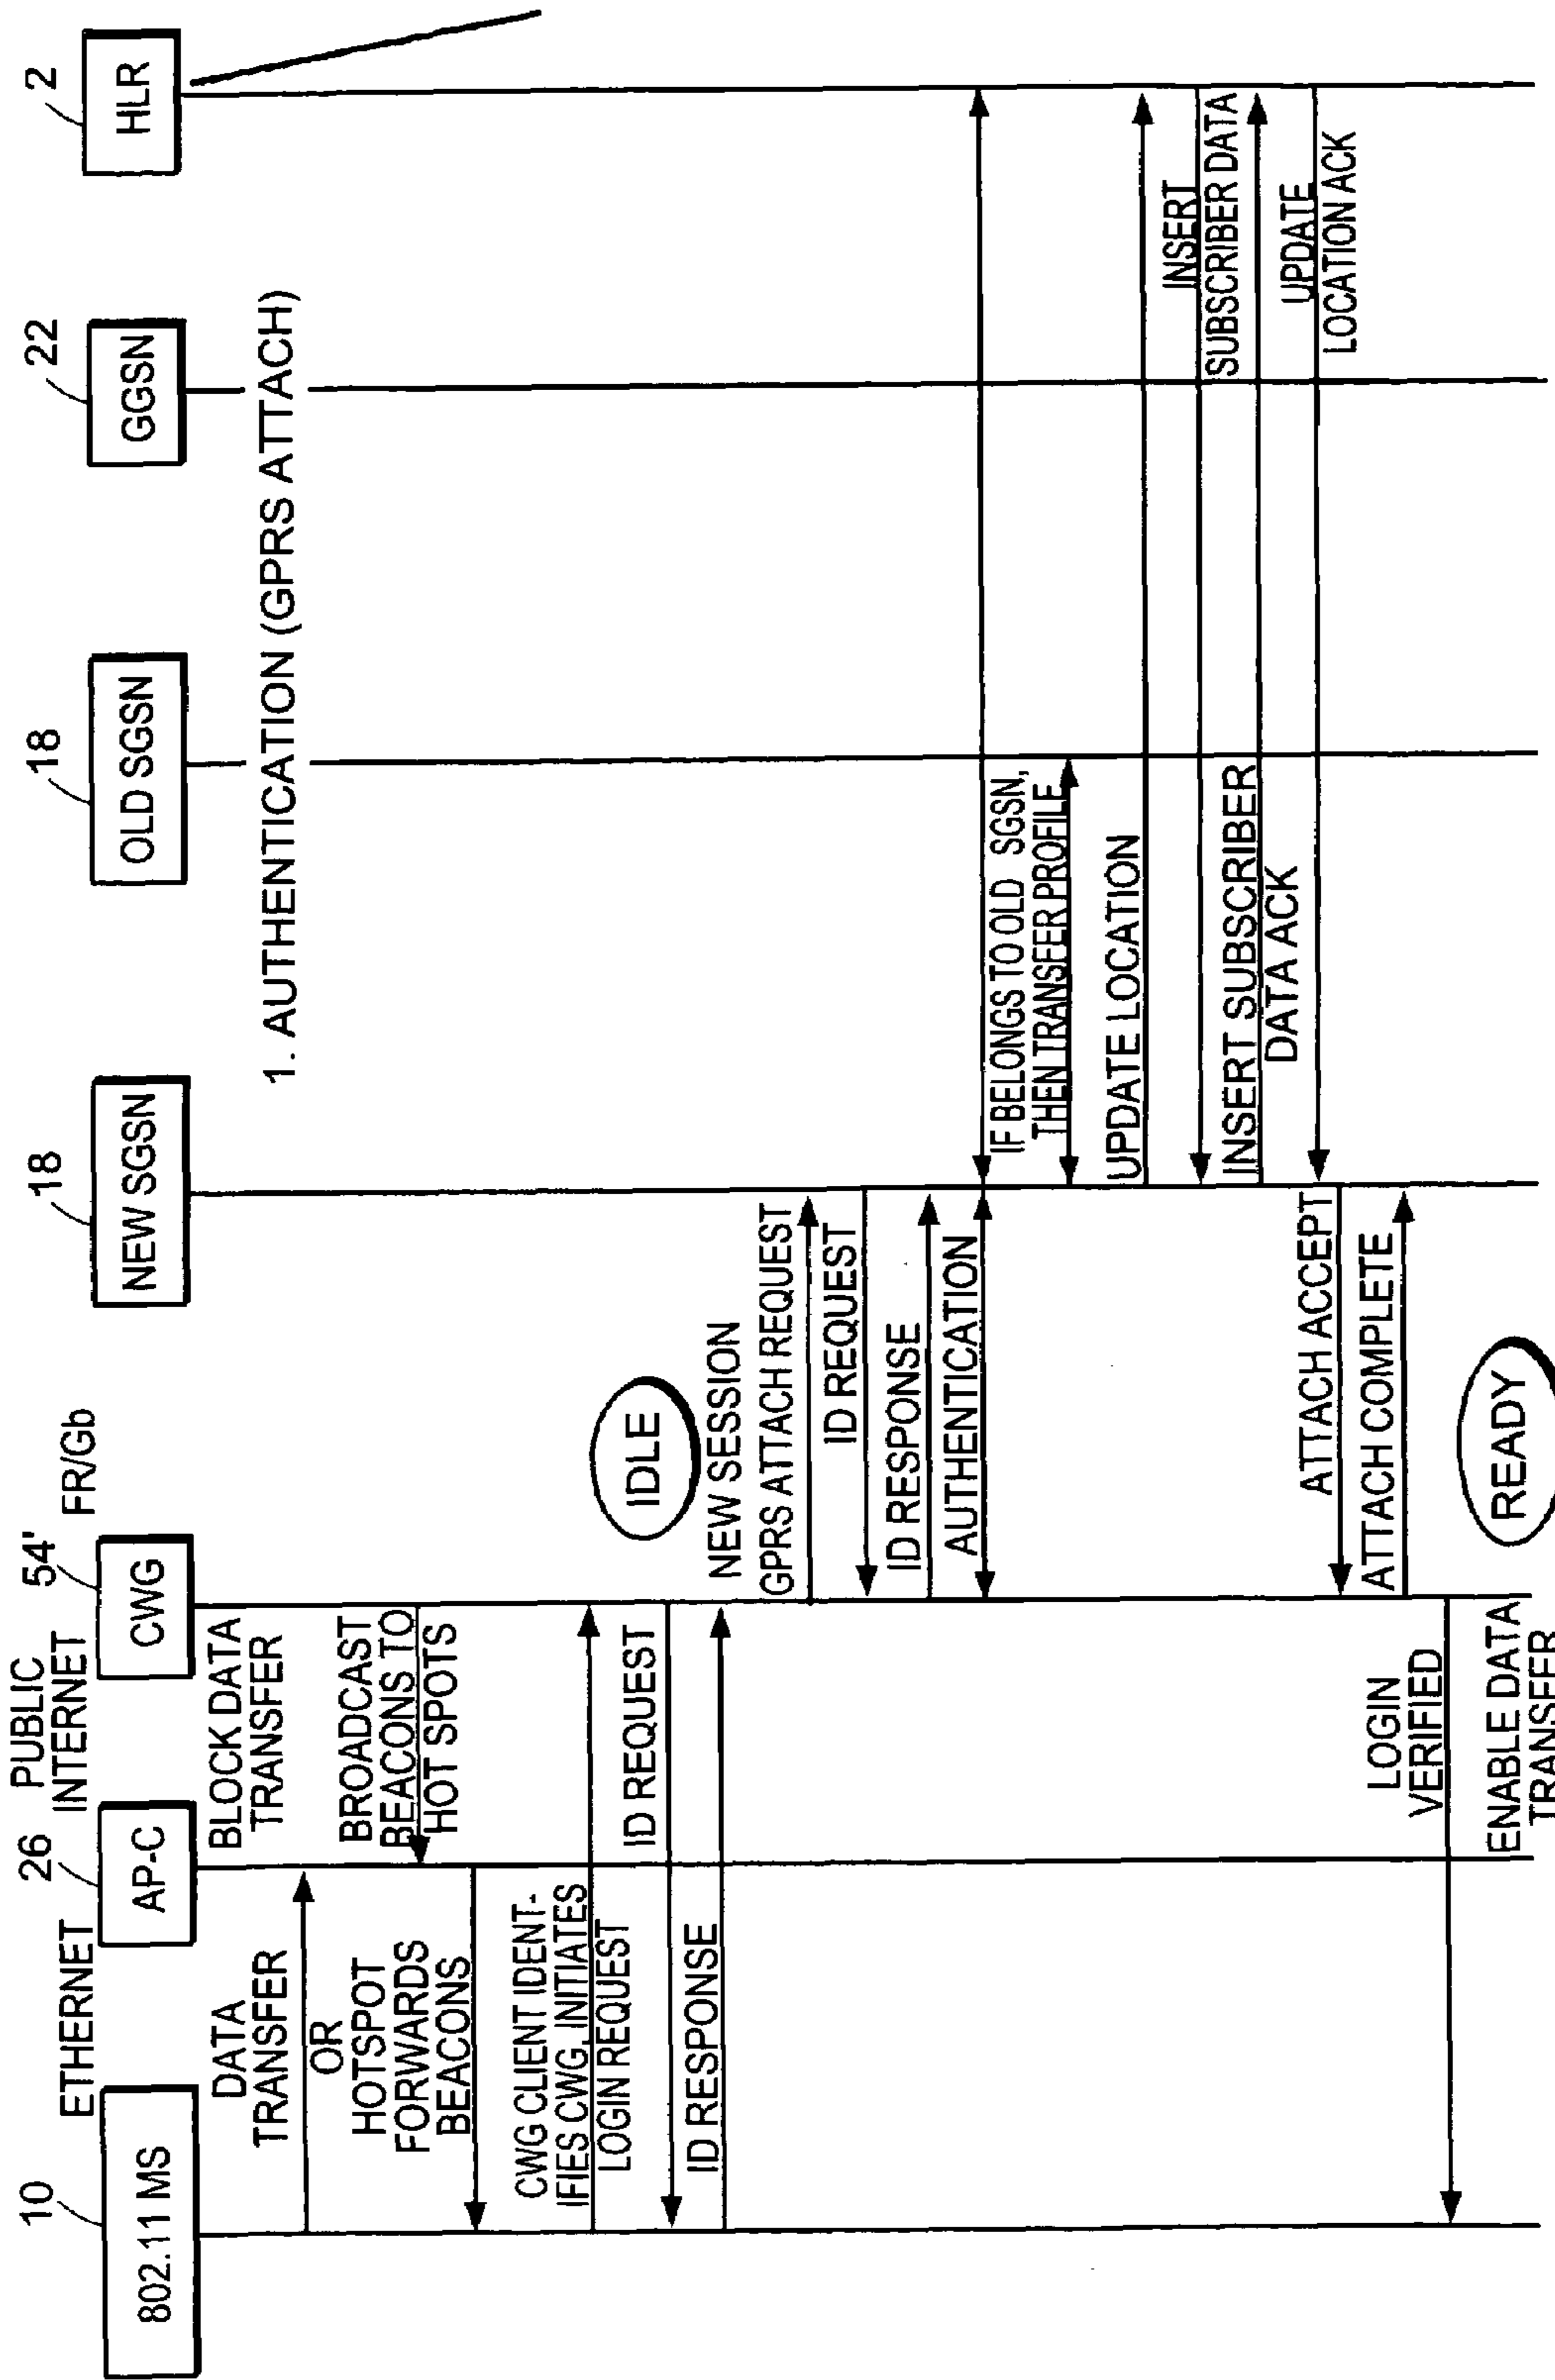 10
ETHERNET
26
PUBLIC
INTERNET
54'
FR/Gb
18
18
22
2
802.11 MS
AP-C
CWG
NEW SGSN
OLD SGSN
GGSN
HLR
1. AUTHENTICATION (GPRS ATTACH)
BLOCK DATA
TRANSFER
DATA
TRANSFER
OR
HOTSPOT
FORWARDS
BEACONS
BROADCAST
BEACONS TO
HOT SPOTS
CWG CLIENT IDENT-
IFIES CWG, INITIATES
LOGIN REQUEST
IDLE
ID REQUEST
ID RESPONSE
NEW SESSION
GPRS ATTACH REQUEST
ID REQUEST
ID RESPONSE
AUTHENTICATION
IF BELONGS TO OLD SGSN,
THEN TRANSFER PROFILE
UPDATE LOCATION
INSERT
SUBSCRIBER DATA
INSERT SUBSCRIBER
DATA ACK
UPDATE
LOCATION ACK
ATTACH ACCEPT
ATTACH COMPLETE
LOGIN
VERIFIED
READY
ENABLE DATA
TRANSFER